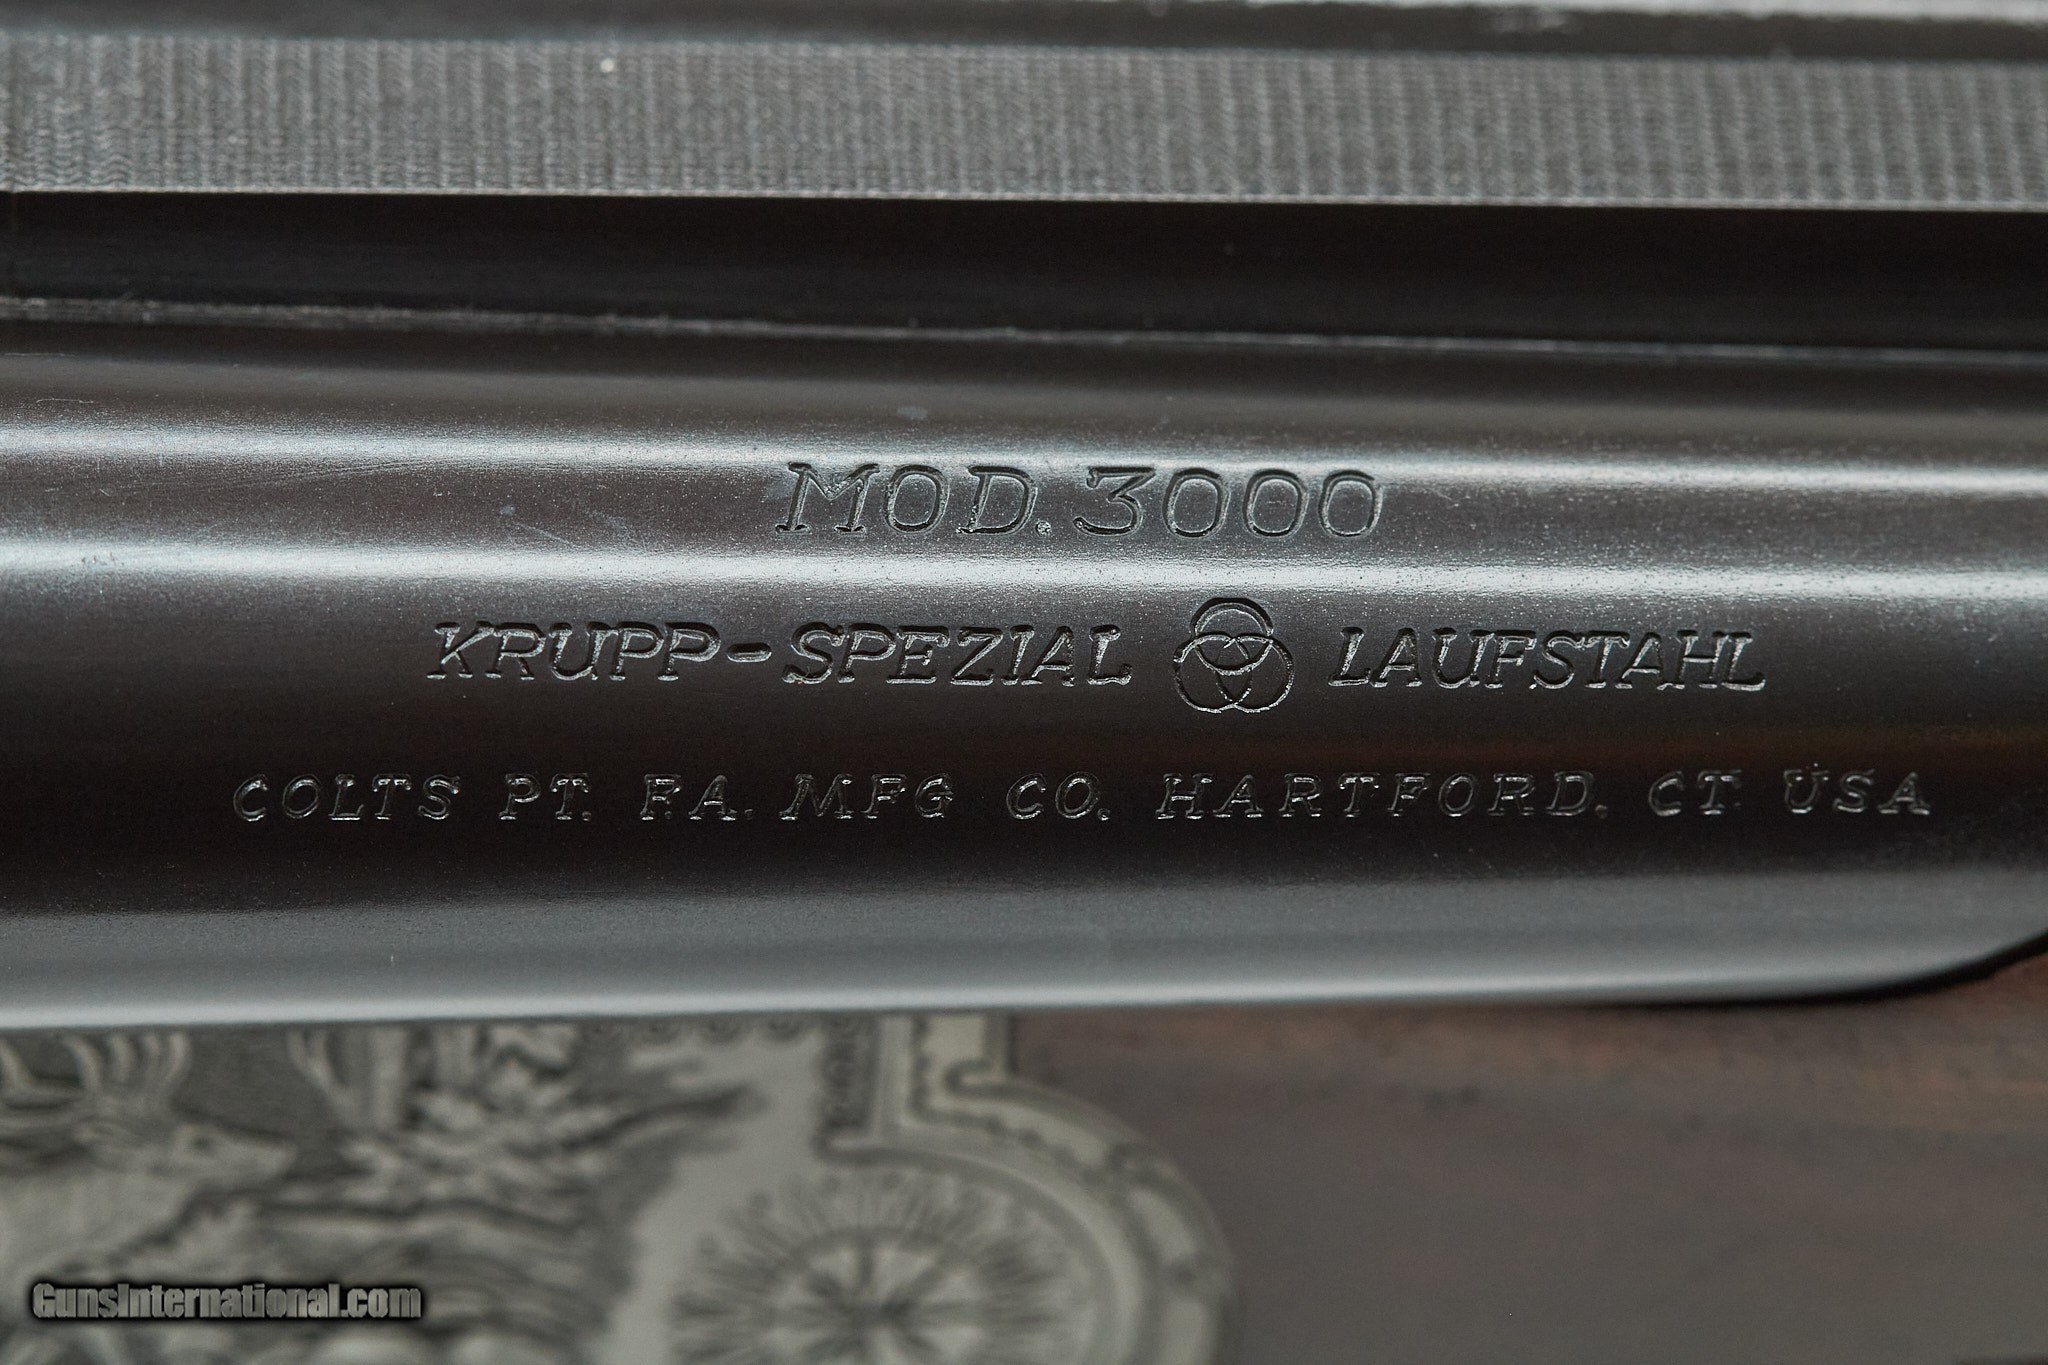 MOD. 3000
KRUPP-SPEZIAL LAUFSTAHL
COLTS PT. F.A. MFG CO. HARTFORD. CT. USA
GunsInternational.com